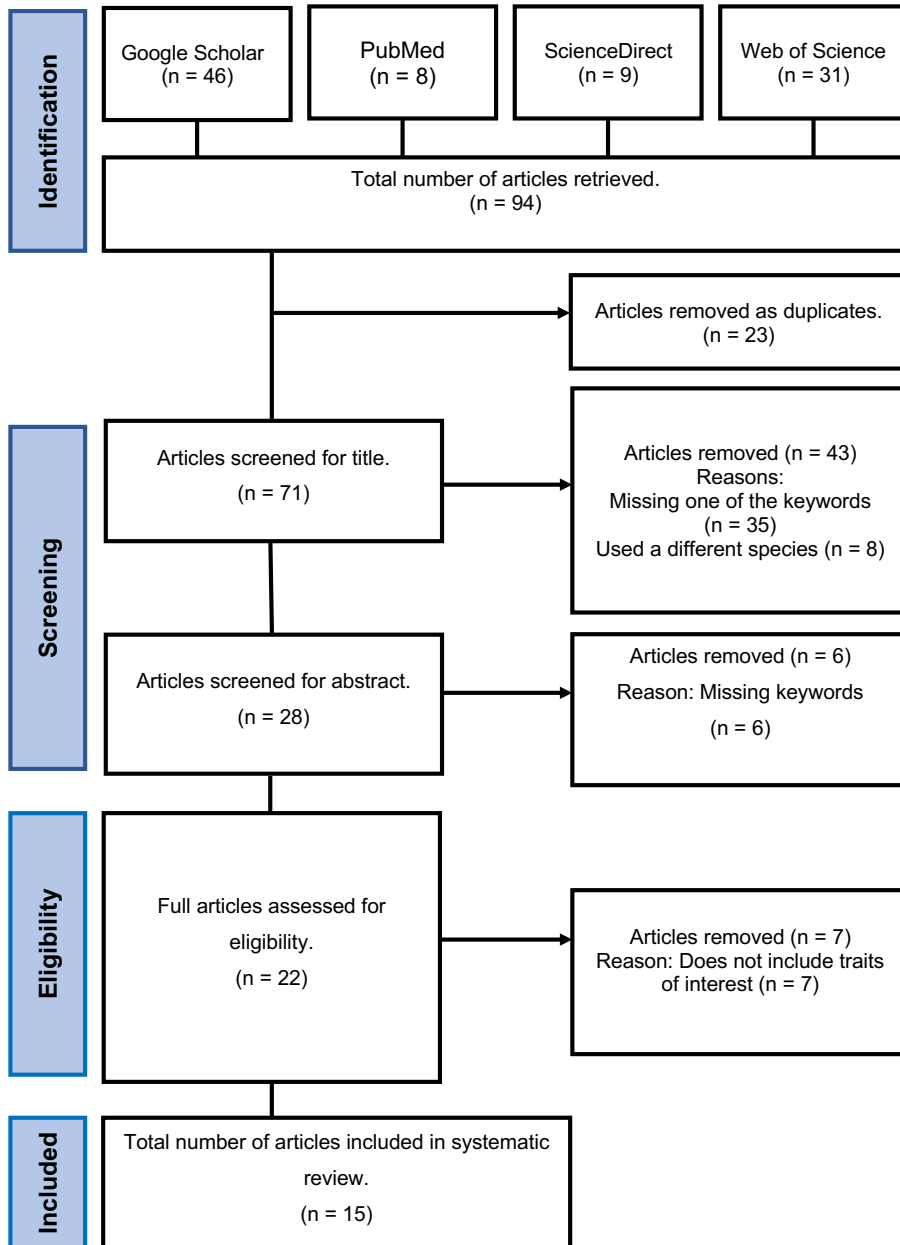 Identification
Google Scholar
(n = 46)
PubMed
(n = 8)
ScienceDirect
(n = 9)
Web of Science
(n = 31)
Total number of articles retrieved.
(n = 94)
Articles removed as duplicates.
(n = 23)
Screening
Articles screened for title.
(n = 71)
Articles removed (n = 43)
Reasons:
Missing one of the keywords
(n = 35)
Used a different species (n = 8)
Articles screened for abstract.
(n = 28)
Articles removed (n = 6)
Reason: Missing keywords
(n = 6)
Eligibility
Full articles assessed for
eligibility.
(n = 22)
Articles removed (n = 7)
Reason: Does not include traits
of interest (n = 7)
Included
Total number of articles included in systematic
review.
(n = 15)